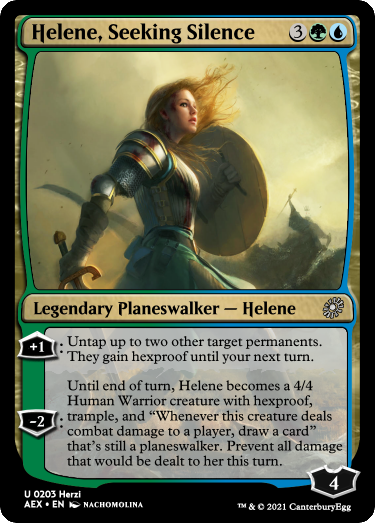 Helene, Seeking Silence 3
Legendary Planeswalker — Helene
+1: Untap up to two other target permanents.
They gain hexproof until your next turn.
Until end of turn, Helene becomes a 4/4
Human Warrior creature with hexproof,
trample, and “Whenever this creature deals
-2: combat damage to a player, draw a card”
that’s still a planeswalker. Prevent all damage
that would be dealt to her this turn.
4
U 0203 Herzi
AEX • EN NACHOMOLINA ™ & © 2021 CanterburyEgg